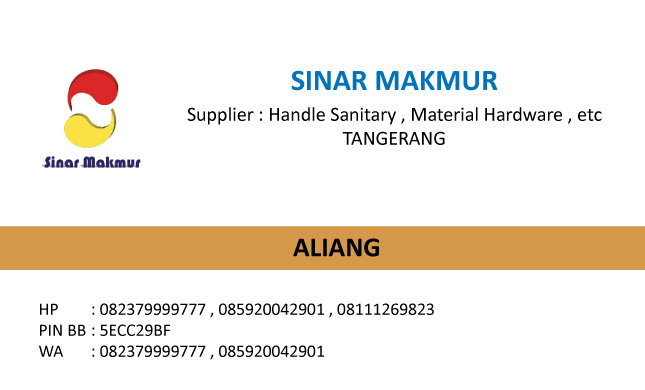 SINAR MAKMUR
Supplier : Handle Sanitary , Material Hardware , etc
TANGERANG
Sinar Makmur
ALIANG
HP : 082379999777 , 085920042901 , 08111269823
PIN BB : 5ECC29BF
WA : 082379999777 , 085920042901